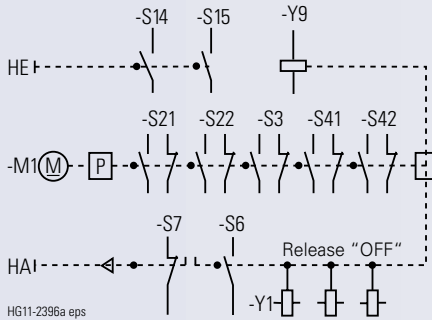 -S14 -S15 -Y9
HE
-S21 -S22 -S3 -S41 -S42
-M1 M P
-S7 -S6
Release "OFF"
HA
-Y1
HG11-2396a eps